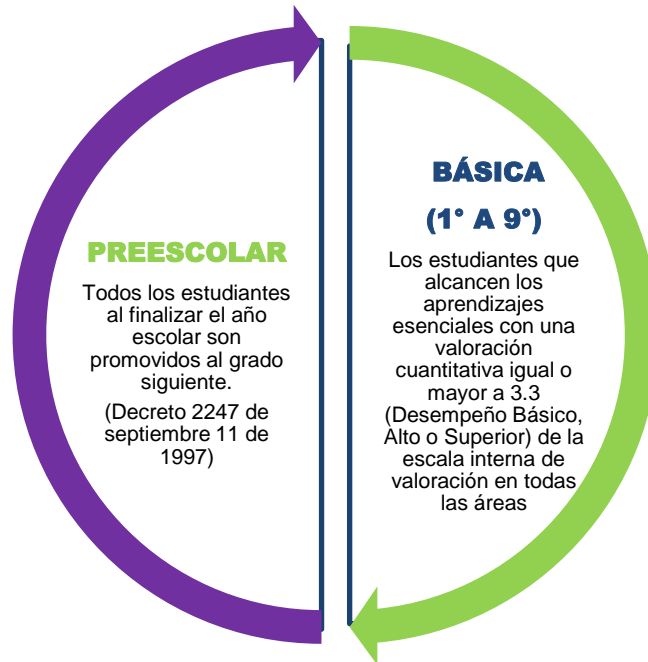 PREESCOLAR
Todos los estudiantes
al finalizar el año
escolar son
promovidos al grado
siguiente.
(Decreto 2247 de
septiembre 11 de
1997)
BÁSICA
(1° A 9°)
Los estudiantes que
alcancen los
aprendizajes
esenciales con una
valoración
cuantitativa igual o
mayor a 3.3
(Desempeño Básico,
Alto o Superior) de la
escala interna de
valoración en todas
las áreas